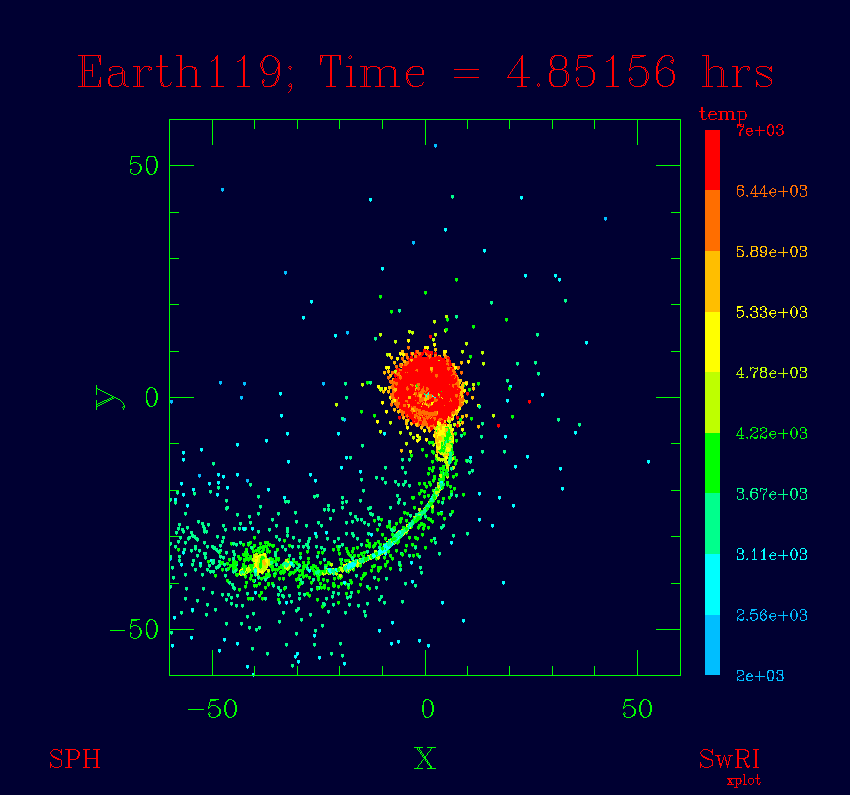 Earth119; Time = 4.85156 hrs
temp
7e+03
6.44e+03
5.89e+03
5.33e+03
4.78e+03
4.22e+03
3.67e+03
3.11e+03
2.56e+03
2e+03
50
0
-50
y
-50 0 50
X
SPH
SwRI
xplot